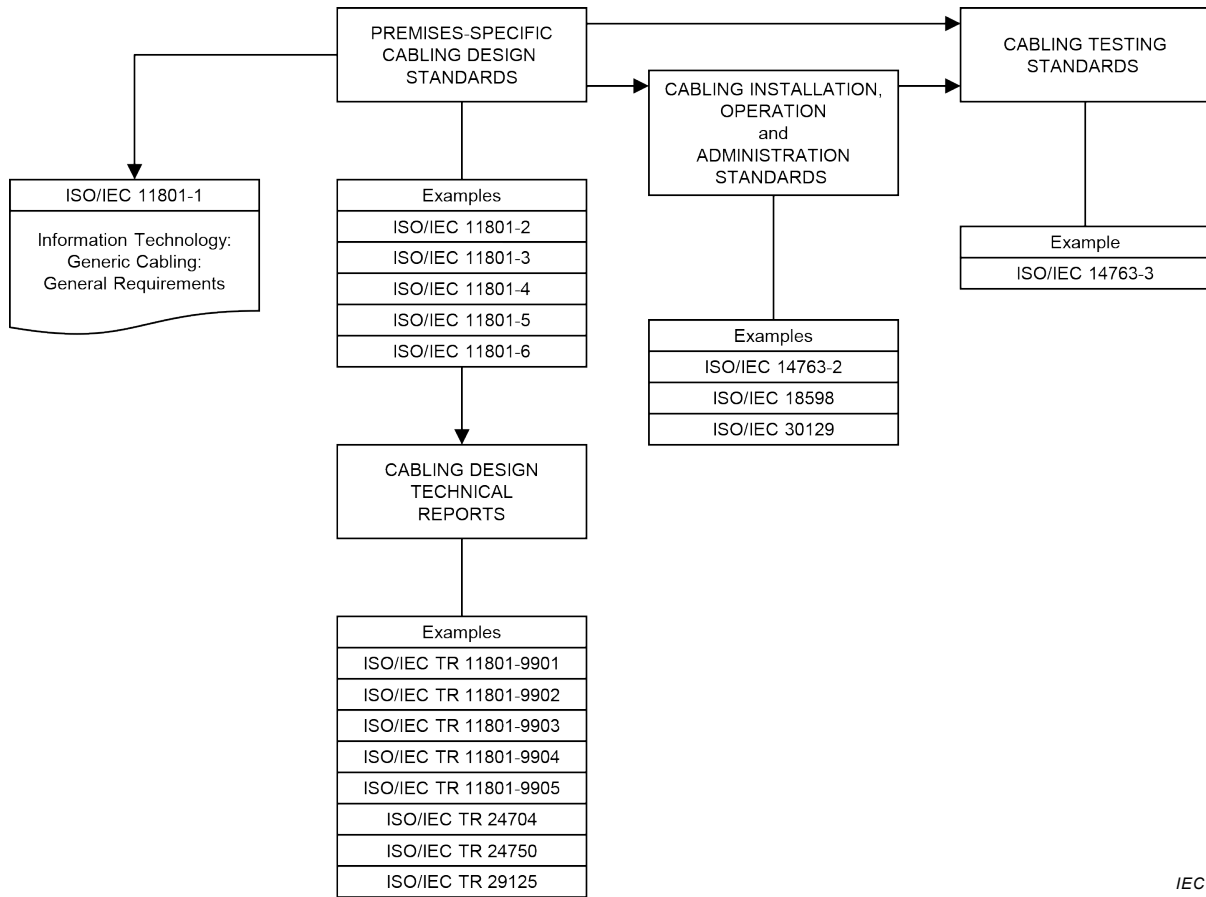 PREMISES-SPECIFIC
CABLING DESIGN
STANDARDS
CABLING TESTING
STANDARDS
CABLING INSTALLATION,
OPERATION
and
ADMINISTRATION
STANDARDS
ISO/IEC 11801-1
Information Technology:
Generic Cabling:
General Requirements
Examples
ISO/IEC 11801-2
ISO/IEC 11801-3
ISO/IEC 11801-4
ISO/IEC 11801-5
ISO/IEC 11801-6
Example
ISO/IEC 14763-3
Examples
ISO/IEC 14763-2
ISO/IEC 18598
ISO/IEC 30129
CABLING DESIGN
TECHNICAL
REPORTS
Examples
ISO/IEC TR 11801-9901
ISO/IEC TR 11801-9902
ISO/IEC TR 11801-9903
ISO/IEC TR 11801-9904
ISO/IEC TR 11801-9905
ISO/IEC TR 24704
ISO/IEC TR 24750
ISO/IEC TR 29125
IEC